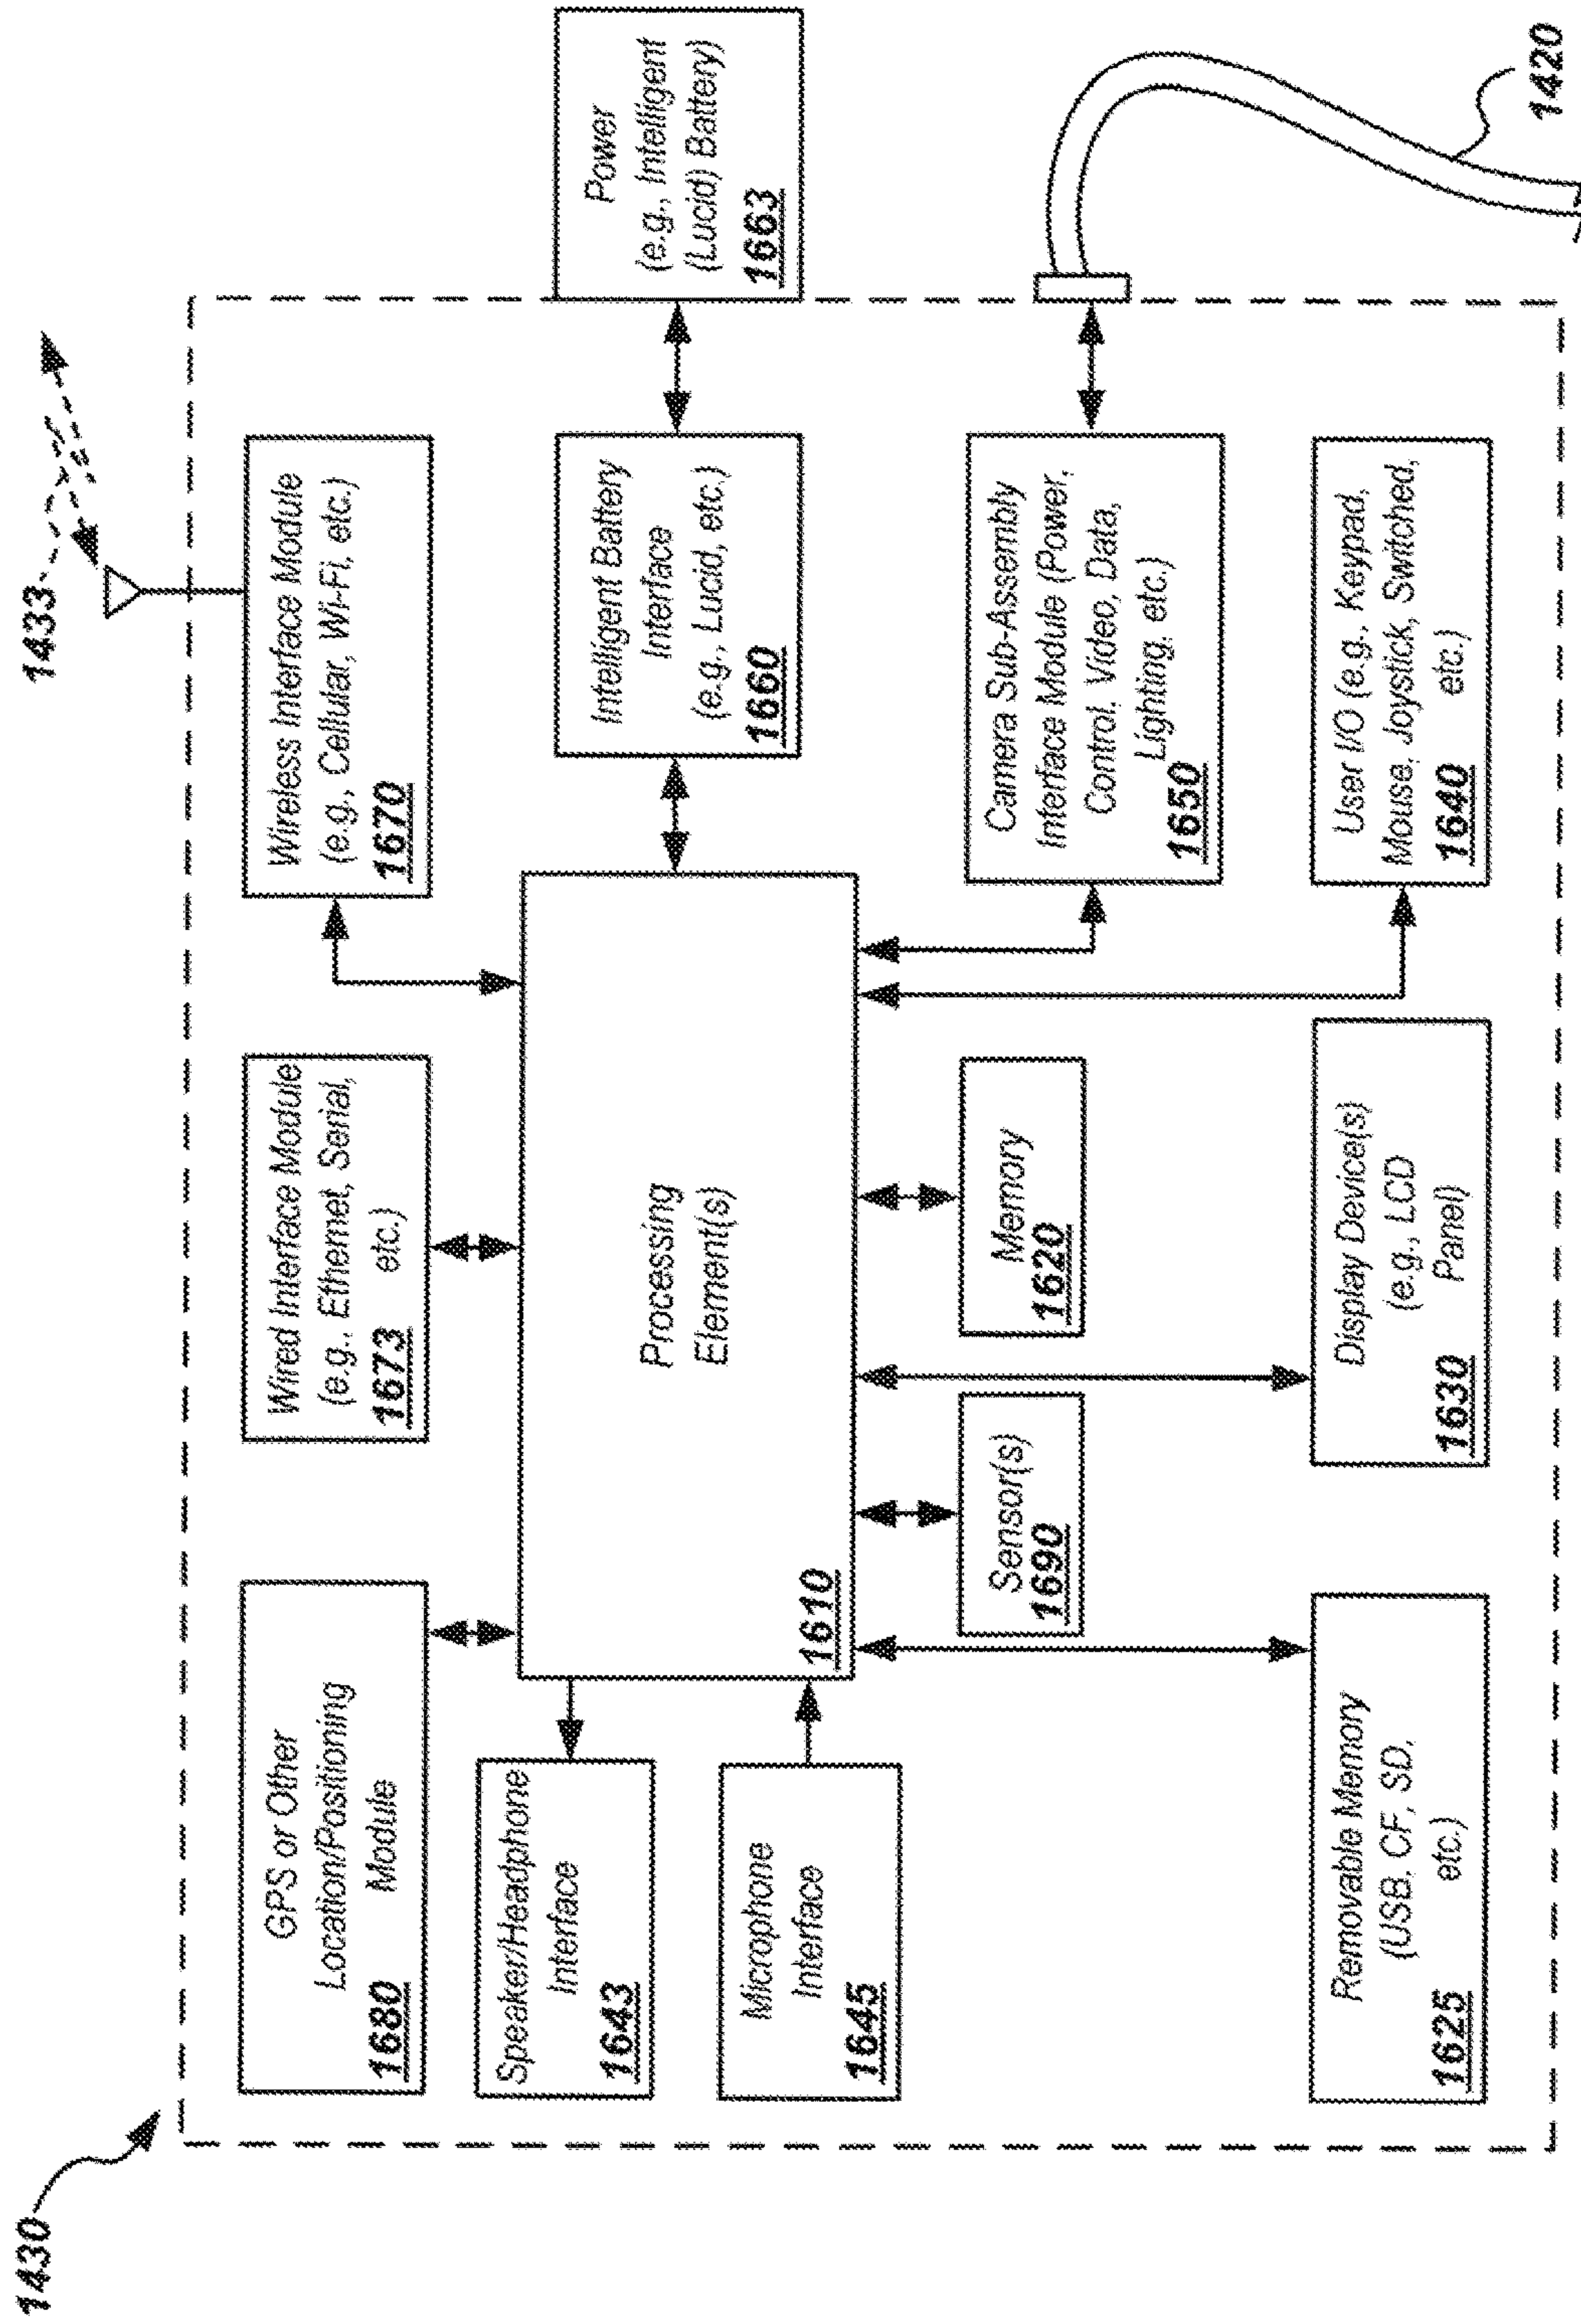 1430
1433
GPS or Other
Location/Positioning
Module
1680
Wired Interface Module
(e.g., Ethernet, Serial,
etc.)
1673
Wireless Interface Module
(e.g., Cellular, Wi-Fi, etc.)
1670
Speaker/Headphone
Interface
1643
Microphone
Interface
1645
Processing
Element(s)
1610
Intelligent Battery
Interface
(e.g., Lucid, etc.)
1660
Power
(e.g., Intelligent
(Lucid) Battery)
1663
Sensor(s)
1690
Memory
1620
Camera Sub-Assembly
Interface Module (Power,
Control, Video, Data,
Lighting, etc.)
1650
Removable Memory
(USB, CF, SD,
etc.)
1625
Display Device(s)
(e.g., LCD
Panel)
1630
User I/O (e.g., Keypad,
Mouse, Joystick, Switched,
etc.)
1640
1420